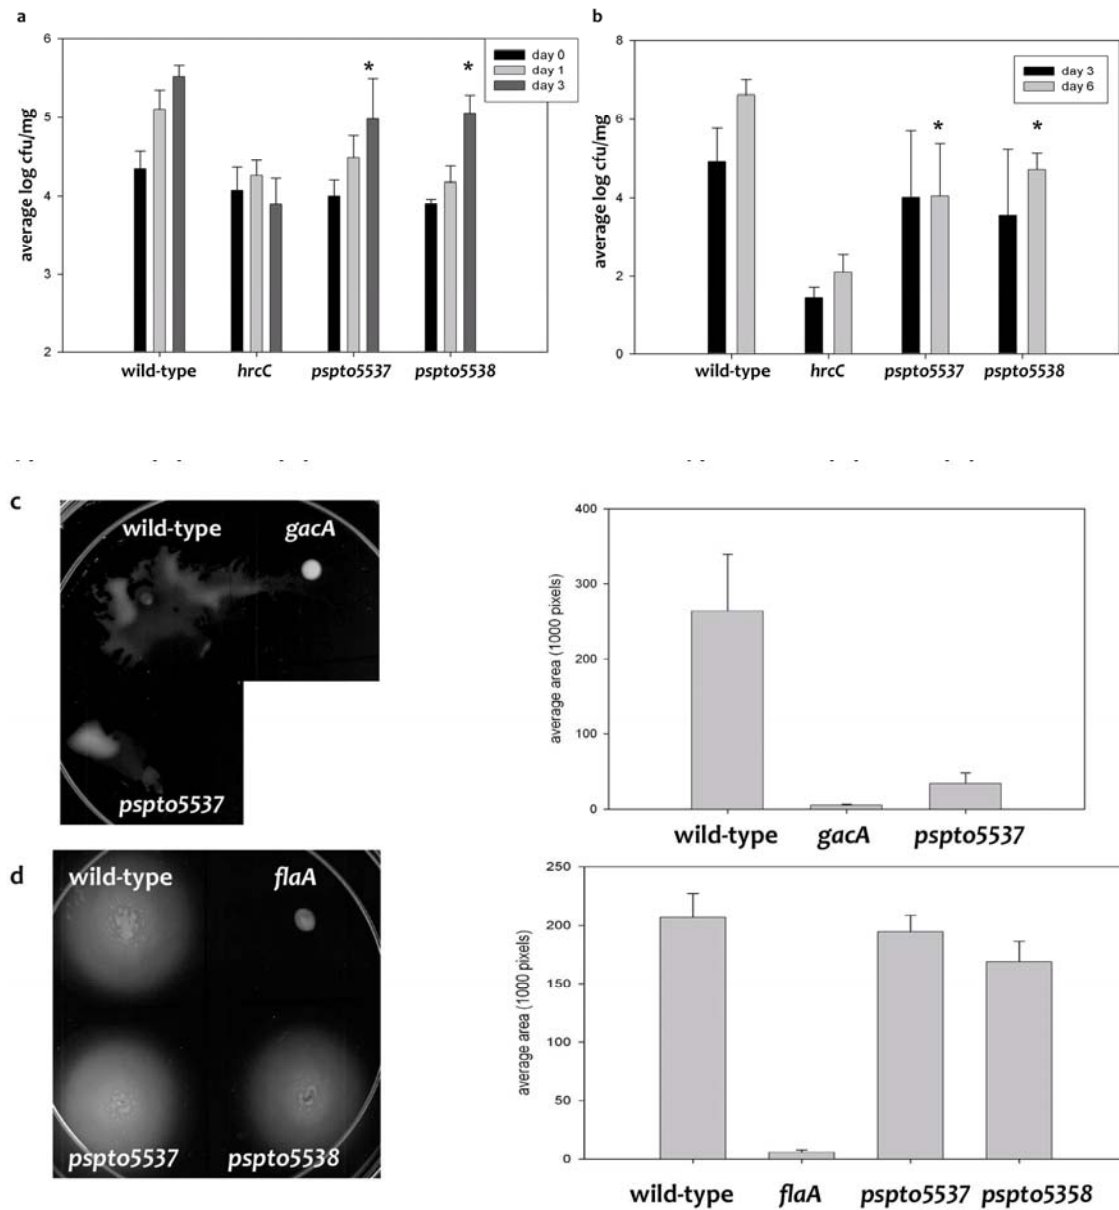 a
b
6
5
4
3
2
average log cfu/mg
day 0
day 1
day 3
*
*
wild-type hrcC pspto5537 pspto5538
8
6
4
2
0
average log cfu/mg
day 3
day 6
*
*
wild-type hrcC pspto5537 pspto5538
c
wild-type gacA
pspto5537
400
300
200
100
0
average area (1000 pixels)
wild-type gacA pspto5537
d
wild-type flaA
pspto5537 pspto5538
250
200
150
100
50
0
average area (1000 pixels)
wild-type flaA pspto5537 pspto5358